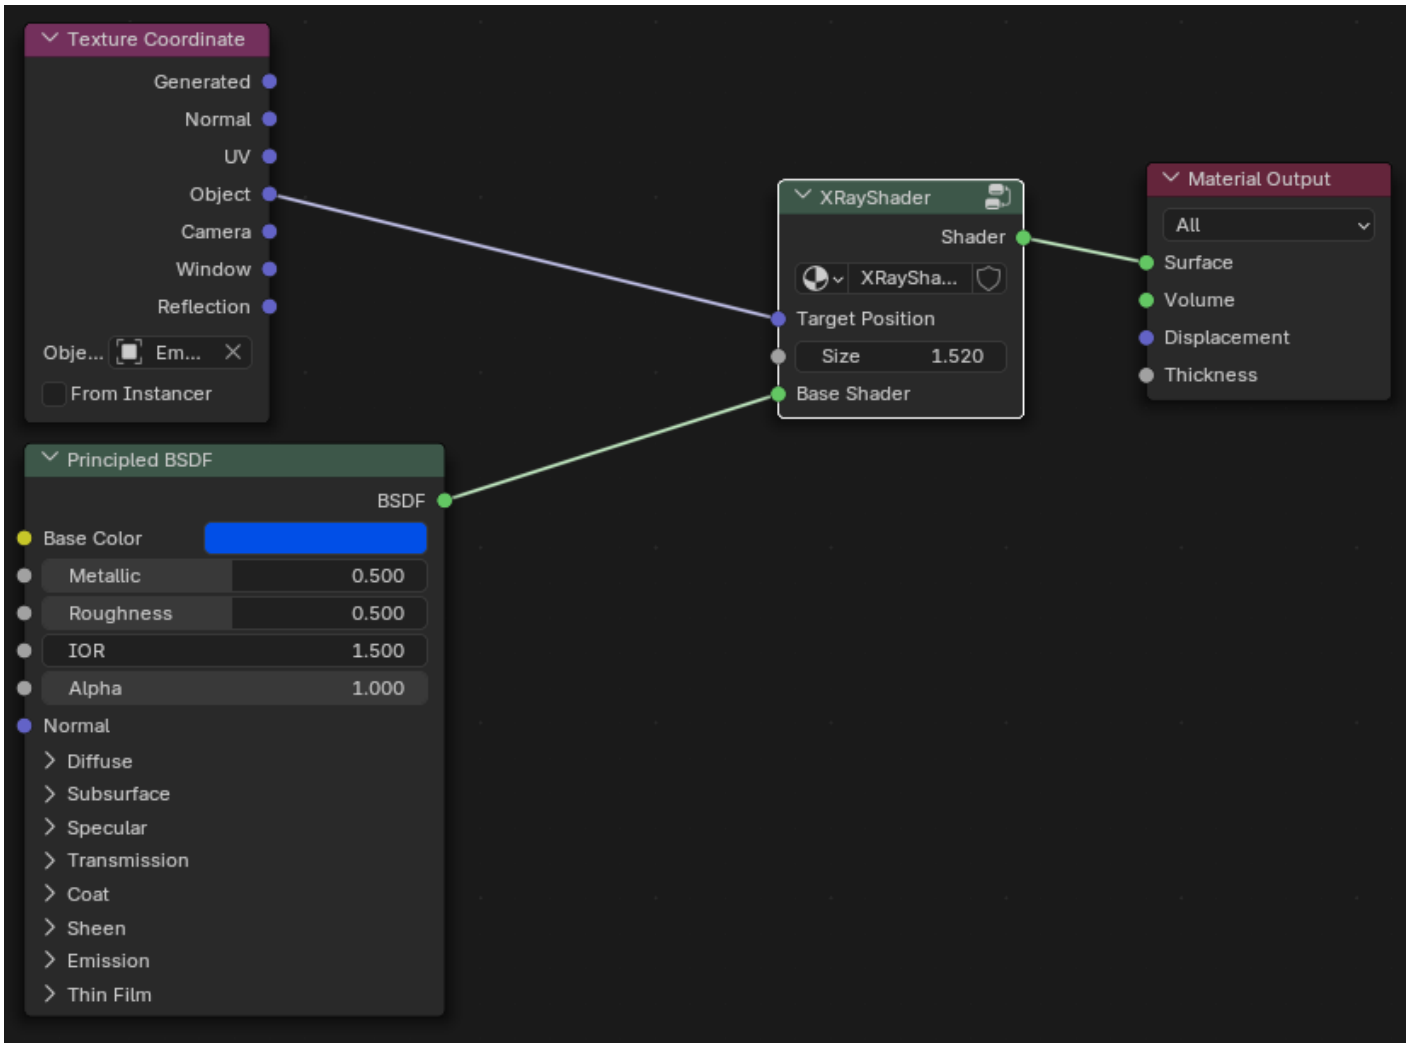 Texture Coordinate
Generated
Normal
UV
Object
Camera
Window
Reflection
Obje... Em...
From Instancer
Principled BSDF
BSDF
Base Color
Metallic 0.500
Roughness 0.500
IOR 1.500
Alpha 1.000
Normal
Diffuse
Subsurface
Specular
Transmission
Coat
Sheen
Emission
Thin Film
XRayShader
Shader
XRaySha...
Target Position
Size 1.520
Base Shader
Material Output
All
Surface
Volume
Displacement
Thickness